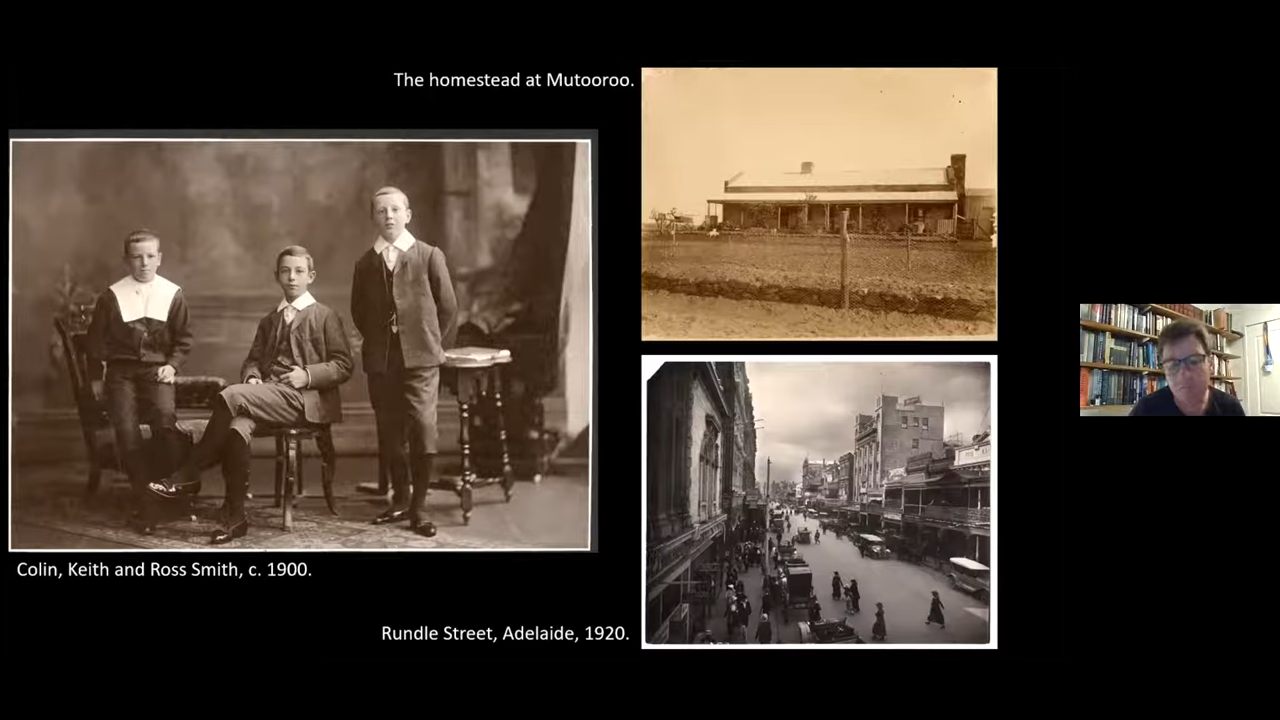 The homestead at Mutooroo.
Colin, Keith and Ross Smith, c. 1900.
Rundle Street, Adelaide, 1920.